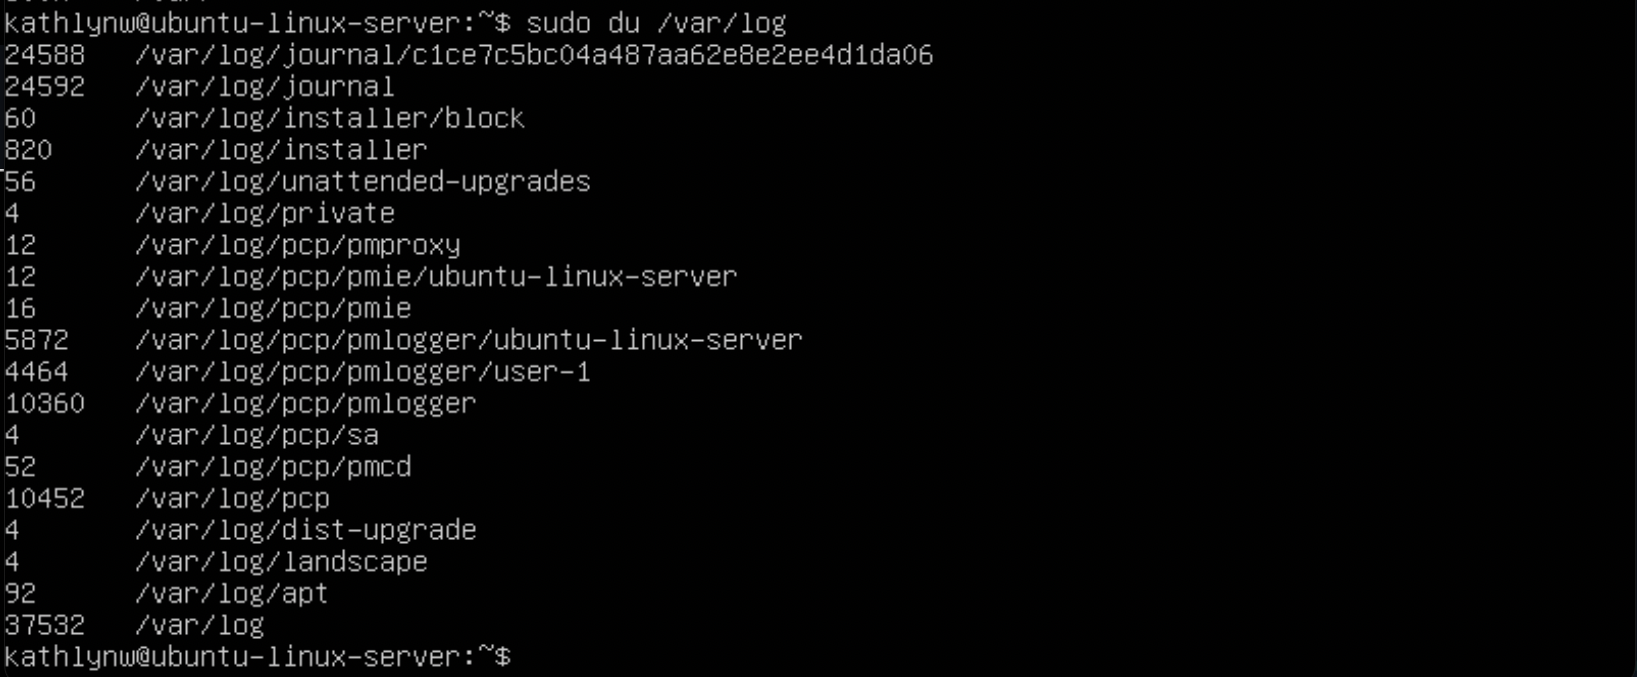 kathlynw@ubuntu-linux-server:~$ sudo du /var/log
24588 /var/log/journal/c1ce7c5bc04a487aa62e8e2ee4d1da06
24592 /var/log/journal
60 /var/log/installer/block
820 /var/log/installer
56 /var/log/unattended-upgrades
4 /var/log/private
12 /var/log/pcp/pmproxy
12 /var/log/pcp/pmie/ubuntu-linux-server
16 /var/log/pcp/pmie
5872 /var/log/pcp/pmlogger/ubuntu-linux-server
4464 /var/log/pcp/pmlogger/user-1
10360 /var/log/pcp/pmlogger
4 /var/log/pcp/sa
52 /var/log/pcp/pmcd
10452 /var/log/pcp
4 /var/log/dist-upgrade
4 /var/log/landscape
92 /var/log/apt
37532 /var/log
kathlynw@ubuntu-linux-server:~$